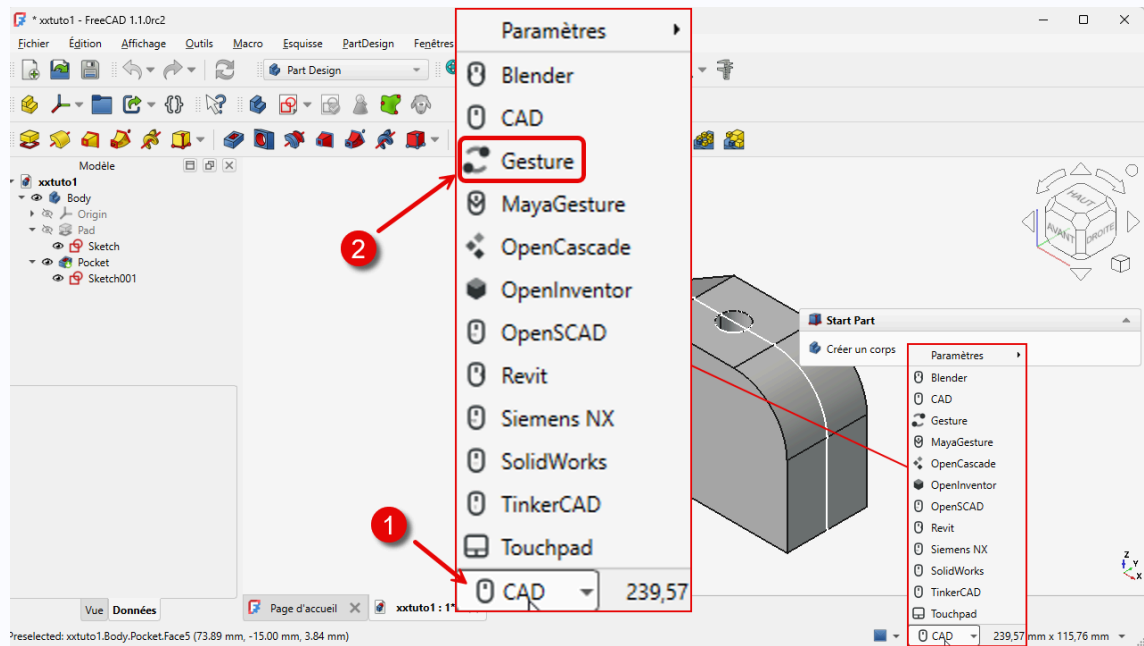 * xxtuto1 - FreeCAD 1.1.0rc2
Fichier Édition Affichage Outils Macro Esquisse PartDesign Fenêtres
Part Design
Modèle
xxtuto1
Body
Origin
Pad
Sketch
Pocket
Sketch001
Paramètres
Blender
CAD
Gesture
MayaGesture
OpenCascade
OpenInventor
OpenSCAD
Revit
Siemens NX
SolidWorks
TinkerCAD
Touchpad
CAD 239,57
2
1
HAUT
AVANT
DROITE
Start Part
Créer un corps
Paramètres
Blender
CAD
Gesture
MayaGesture
OpenCascade
OpenInventor
OpenSCAD
Revit
Siemens NX
SolidWorks
TinkerCAD
Touchpad
Z
Y
X
Vue Données
Page d'accueil xxtuto1 : 1*
Preselected: xxtuto1.Body.Pocket.Face5 (73.89 mm, -15.00 mm, 3.84 mm)
CAD 239,57 mm x 115,76 mm